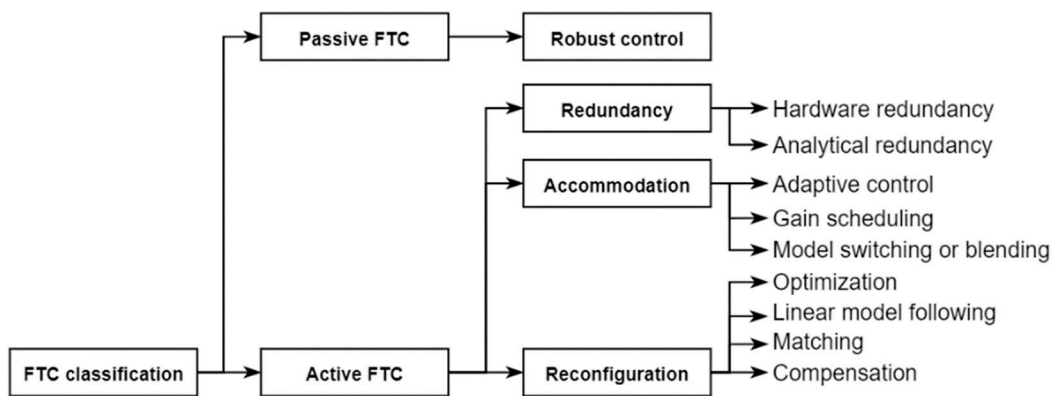 Passive FTC
Robust control
Redundancy
Hardware redundancy
Analytical redundancy
Accommodation
Adaptive control
Gain scheduling
Model switching or blending
Optimization
Linear model following
Matching
FTC classification
Active FTC
Reconfiguration
Compensation